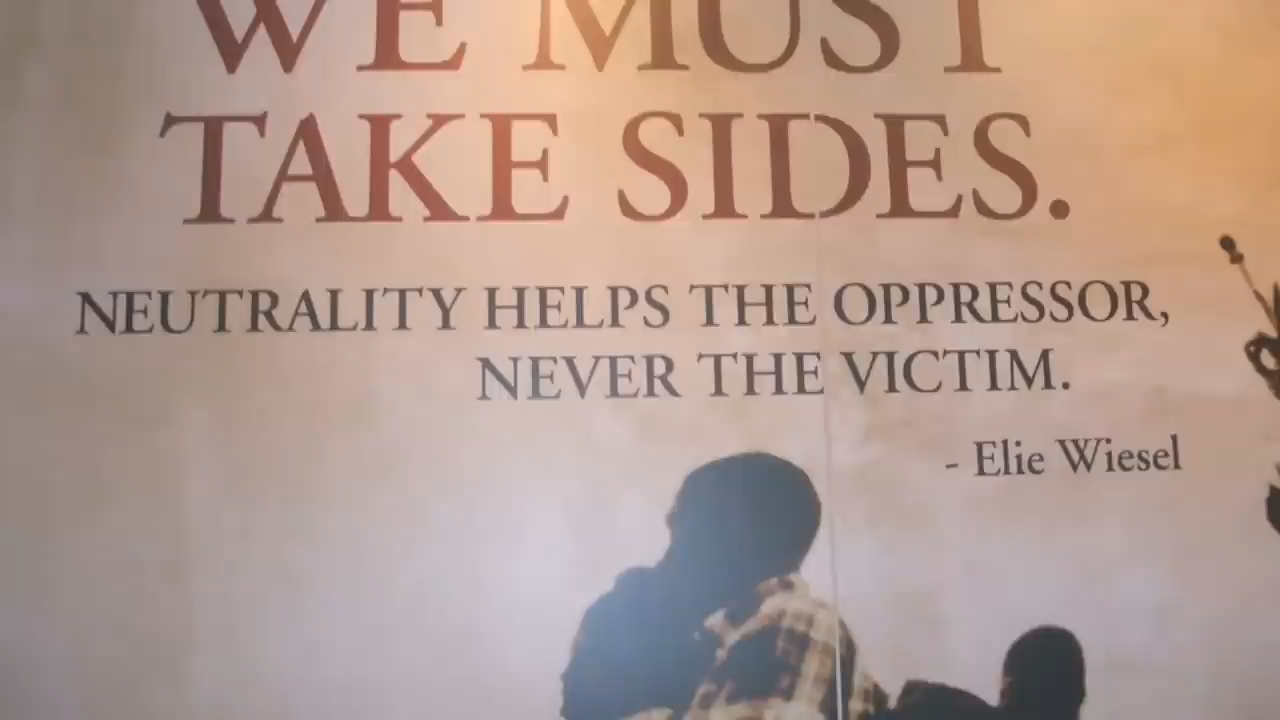 WE MUST
TAKE SIDES.
NEUTRALITY HELPS THE OPPRESSOR,
NEVER THE VICTIM.
- Elie Wiesel